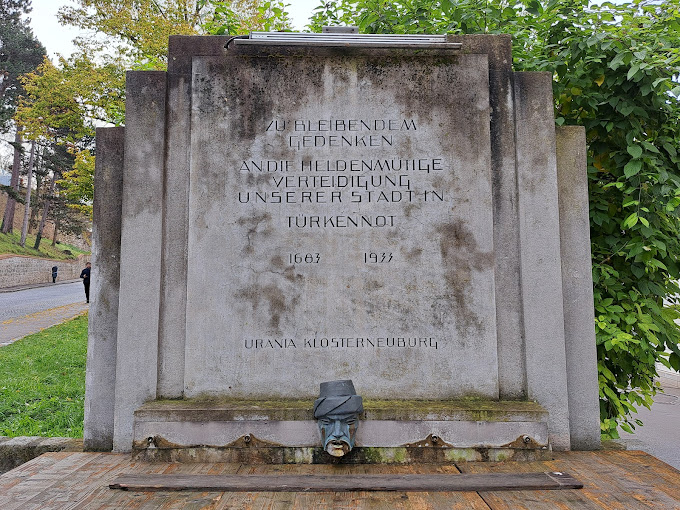 ZU BLEIBENDEM
GEDENKEN
AN DIE HELDENMÜTIGE
VERTEIDIGUNG
UNSERER STADT IN
TÜRKENNOT
1683 1933
URANIA KLOSTERNEUBURG